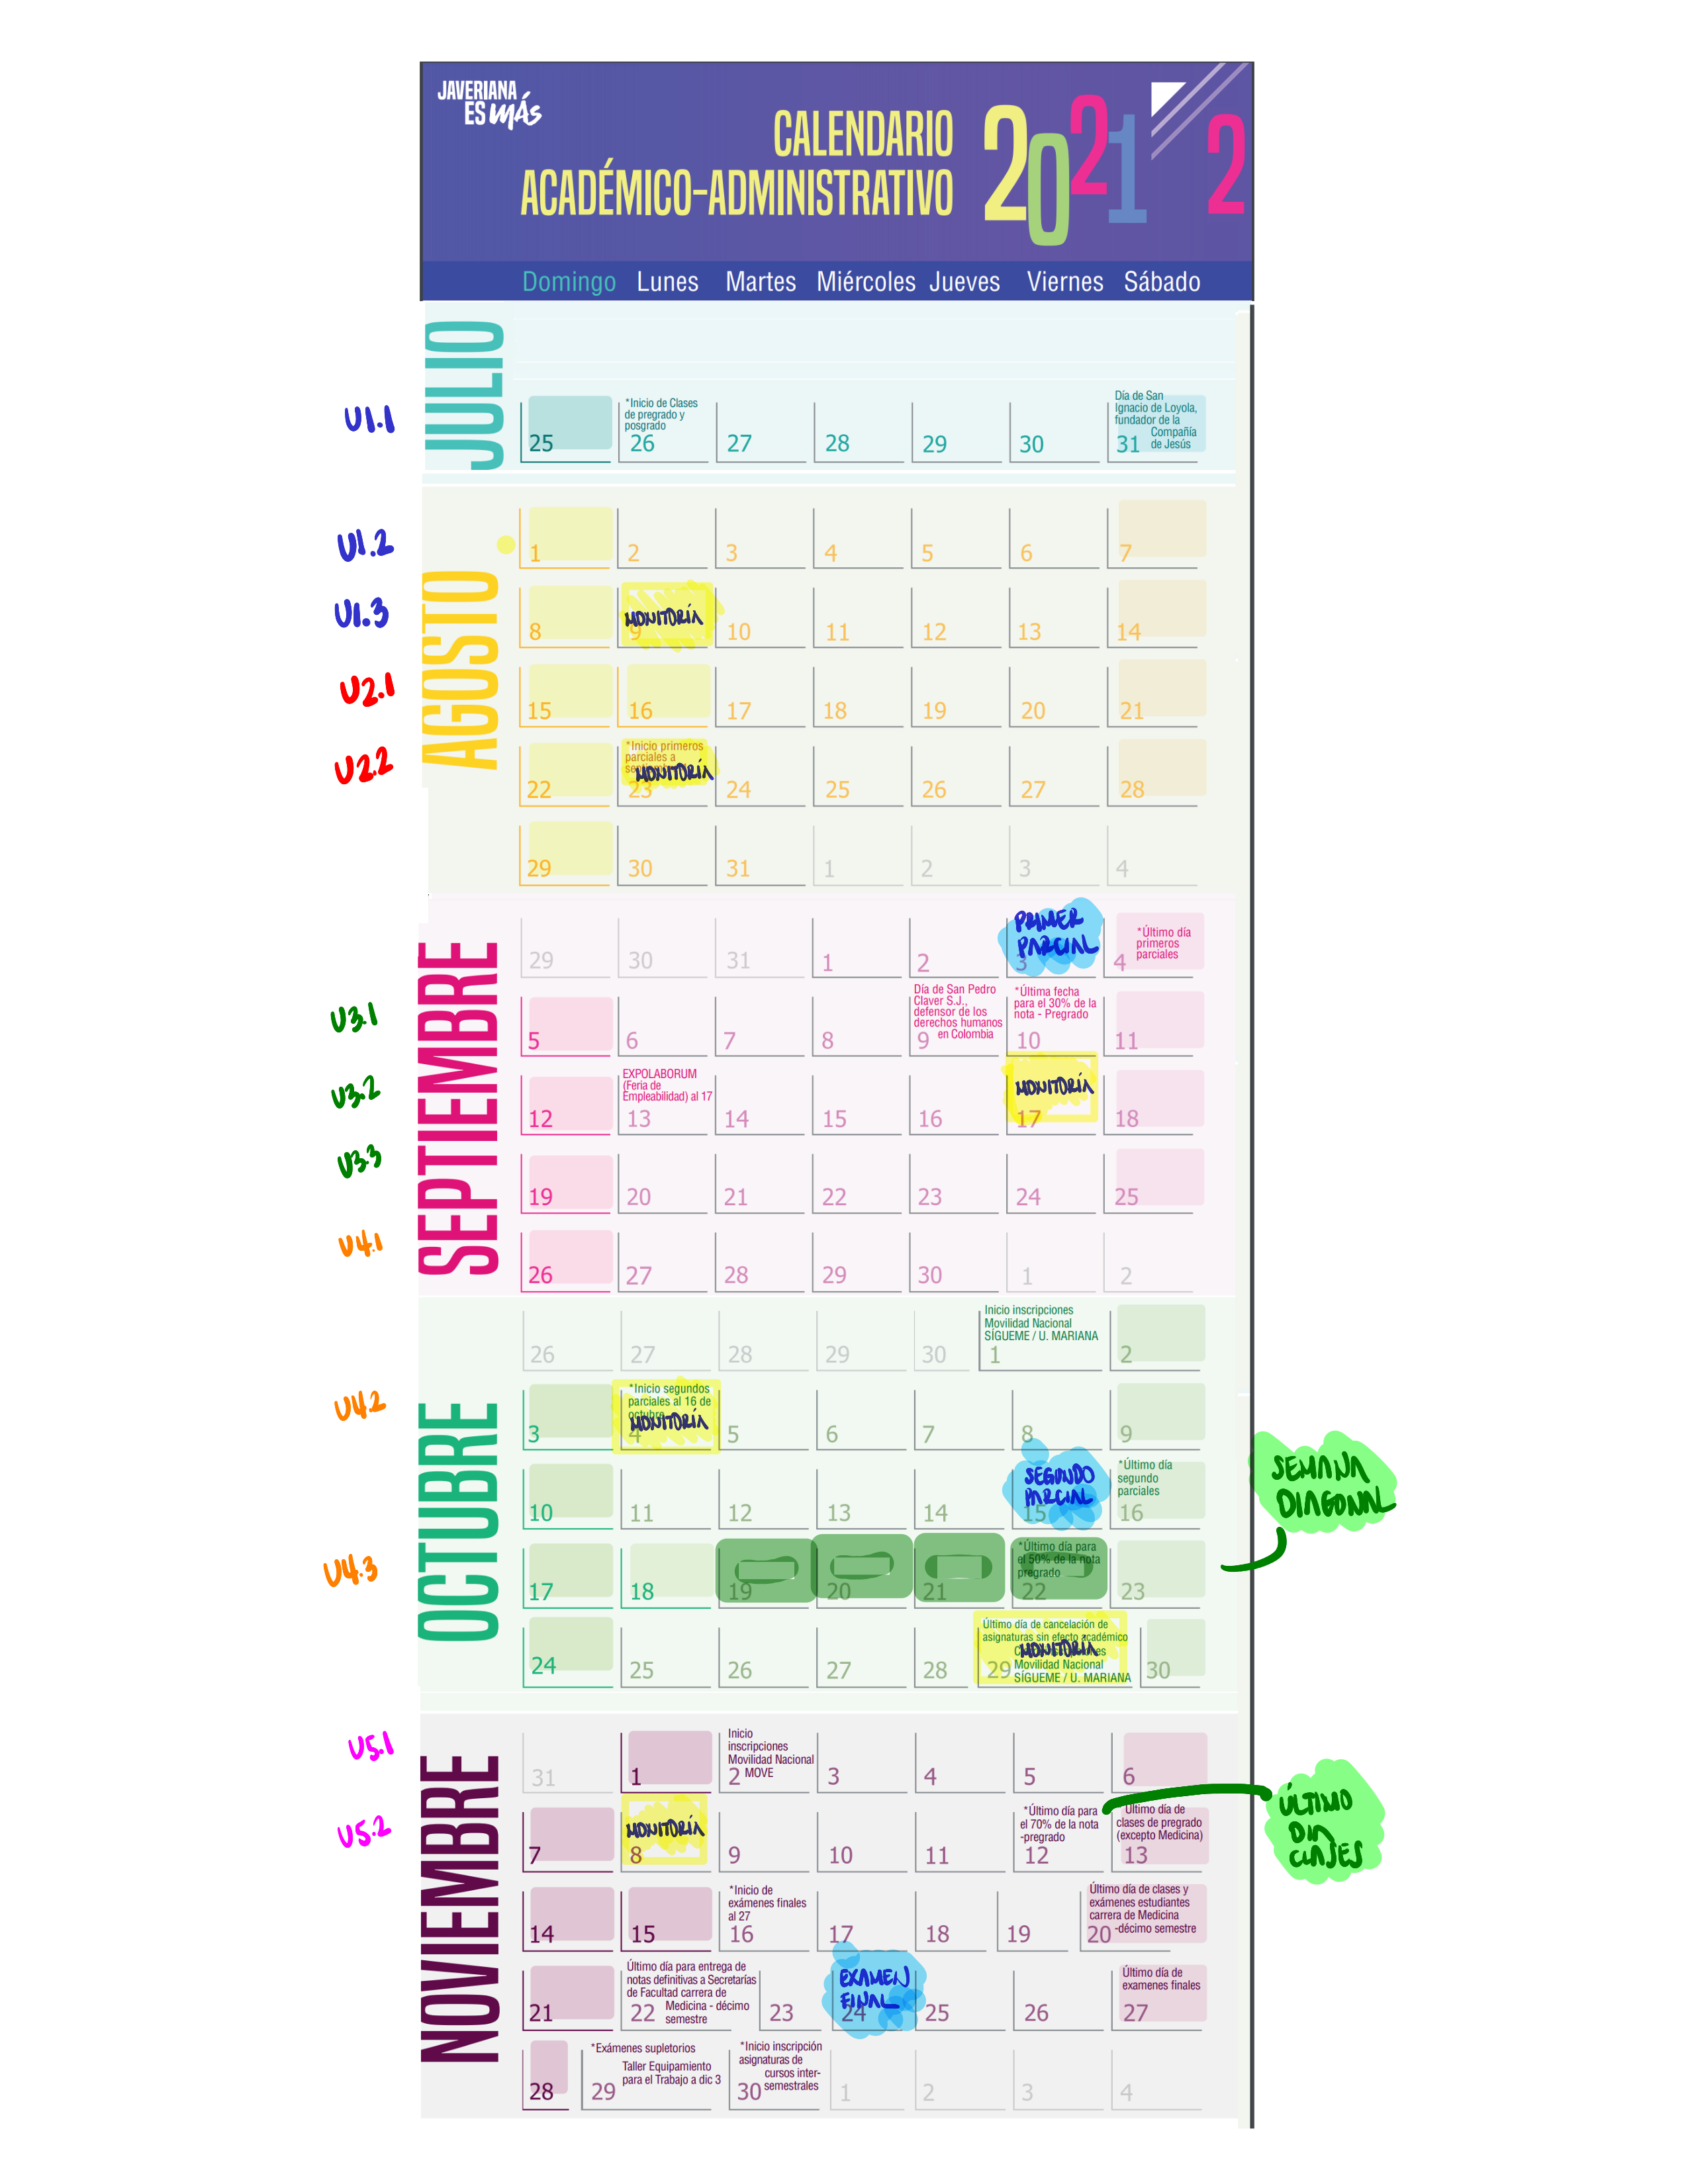 JAVERIANA
ES MÁS
CALENDARIO
ACADÉMICO-ADMINISTRATIVO
2021 2
Domingo Lunes Martes Miércoles Jueves Viernes Sábado
JULIO
U1.1
*Inicio de Clases
de pregrado y
posgrado
Día de San
Ignacio de Loyola,
fundador de la
Compañía
de Jesús
25 26 27 28 29 30 31
AGOSTO
U1.2
1 2 3 4 5 6 7
U1.3
MONITORÍA
8 9 10 11 12 13 14
U2.1
15 16 17 18 19 20 21
U2.2
*Inicio primeros
parciales a
MONITORÍA
22 23 24 25 26 27 28
29 30 31 1 2 3 4
SEPTIEMBRE
PRIMER
PARCIAL
*Último día
primeros
parciales
29 30 31 1 2 3 4
U3.1
Día de San Pedro
Claver S.J.,
defensor de los
derechos humanos
en Colombia
*Última fecha
para el 30% de la
nota - Pregrado
5 6 7 8 9 10 11
U3.2
EXPOLABORUM
(Feria de
Empleabilidad) al 17
MONITORÍA
12 13 14 15 16 17 18
U3.3
19 20 21 22 23 24 25
U4.1
26 27 28 29 30 1 2
OCTUBRE
Inicio inscripciones
Movilidad Nacional
SÍGUEME / U. MARIANA
26 27 28 29 30 1 2
U4.2
*Inicio segundos
parciales al 16 de
octubre
MONITORÍA
3 4 5 6 7 8 9
SEGUNDO
PARCIAL
*Último día
segundo
parciales
10 11 12 13 14 15 16
SEMANA
DIAGONAL
U4.3
*Último día para
el 50% de la nota
pregrado
17 18 19 20 21 22 23
Último día de cancelación de
asignaturas sin efecto académico
MONITORÍA
Movilidad Nacional
SÍGUEME / U. MARIANA
24 25 26 27 28 29 30
NOVIEMBRE
U5.1
Inicio
inscripciones
Movilidad Nacional
MOVE
31 1 2 3 4 5 6
U5.2
MONITORÍA
*Último día para
el 70% de la nota
-pregrado
Último día de
clases de pregrado
(excepto Medicina)
7 8 9 10 11 12 13
ÚLTIMO
DIA
CLASES
*Inicio de
exámenes finales
al 27
Último día de clases y
exámenes estudiantes
carrera de Medicina
-décimo semestre
14 15 16 17 18 19 20
Último día para entrega de
notas definitivas a Secretarías
de Facultad carrera de
Medicina - décimo
semestre
EXAMEN
FINAL
Último día de
examenes finales
21 22 23 24 25 26 27
*Exámenes supletorios
Taller Equipamiento
para el Trabajo a dic 3
*Inicio inscripción
asignaturas de
cursos inter-
semestrales
28 29 30 1 2 3 4